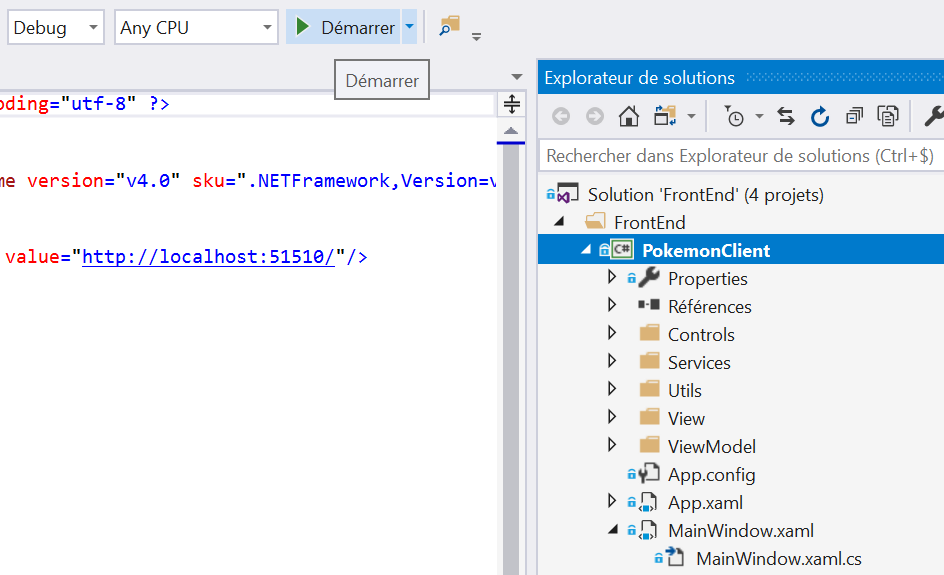 Debug Any CPU Démarrer
Démarrer
Explorateur de solutions
oding="utf-8" ?>
Rechercher dans Explorateur de solutions (Ctrl+$)
me version="v4.0" sku=".NETFramework,Version=v
value="http://localhost:51510/"/>
Solution 'FrontEnd' (4 projets)
FrontEnd
C# PokemonClient
Properties
Références
Controls
Services
Utils
View
ViewModel
App.config
App.xaml
MainWindow.xaml
MainWindow.xaml.cs